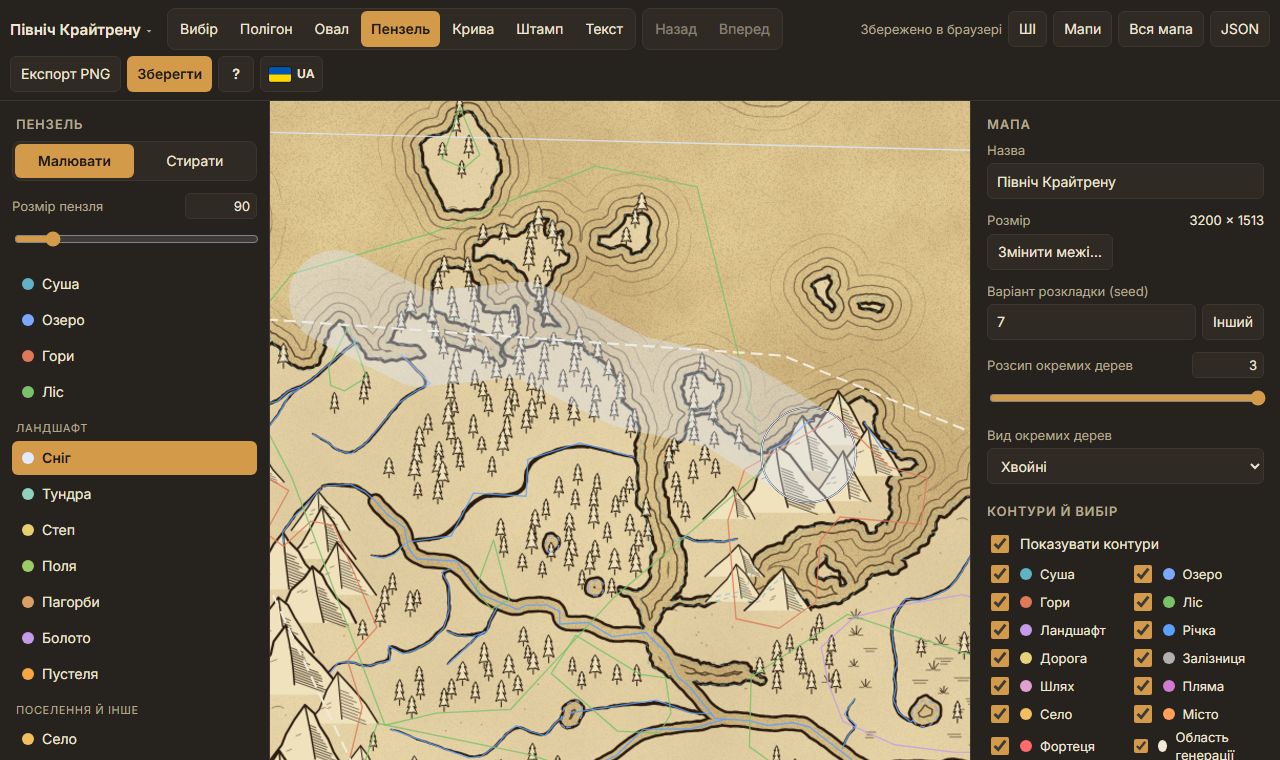 Північ Крайтрену
Вибір Полігон Овал Пензель Крива Штамп Текст
Назад Вперед
Збережено в браузері ШІ Мапи Вся мапа JSON
Експорт PNG Зберегти ? UA
ПЕНЗЕЛЬ
Малювати Стирати
Розмір пензля 90
Суша
Озеро
Гори
Ліс
ЛАНДШАФТ
Сніг
Тундра
Степ
Поля
Пагорби
Болото
Пустеля
ПОСЕЛЕННЯ Й ІНШЕ
Село
МАПА
Назва
Північ Крайтрену
Розмір 3200 × 1513
Змінити межі...
Варіант розкладки (seed)
7 Інший
Розсип окремих дерев 3
Вид окремих дерев
Хвойні
КОНТУРИ Й ВИБІР
Показувати контури
Суша Озеро
Гори Ліс
Ландшафт Річка
Дорога Залізниця
Шлях Пляма
Село Місто
Фортеця Область
генерації